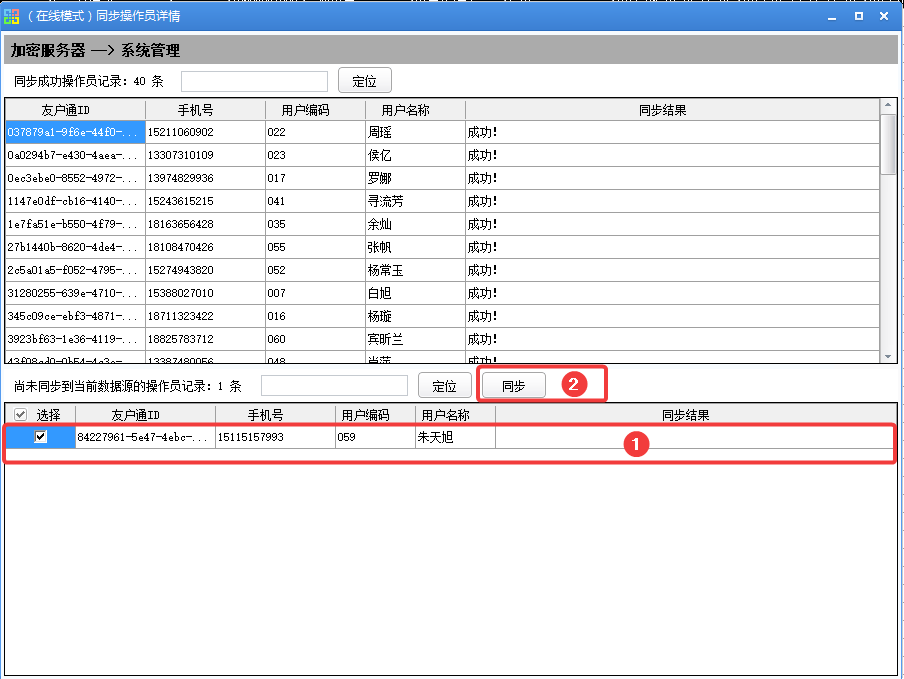 （在线模式）同步操作员详情
加密服务器 —> 系统管理
同步成功操作员记录：40 条 定位
友户通ID 手机号 用户编码 用户名称 同步结果
037879a1-9f6e-44f0-... 15211060902 022 周瑶 成功!
0a0294b7-e430-4aea-... 13307310109 023 侯亿 成功!
0ec3ebe0-8552-4972-... 13974829936 017 罗娜 成功!
1147e0df-cb16-4140-... 15243615215 041 寻流芳 成功!
1e7fa51e-b550-4f79-... 18163656428 035 余灿 成功!
27b1440b-8620-4de4-... 18108470426 055 张帆 成功!
2c5a01a5-f052-4795-... 15274943820 052 杨常玉 成功!
31280255-639e-4710-... 15388027010 007 白旭 成功!
345c09ce-ebf3-4871-... 18711323422 016 杨璇 成功!
3923bf63-1e36-4119-... 18825783712 060 宾昕兰 成功!
成功!
尚未同步到当前数据源的操作员记录：1 条 定位 同步 2
选择 友户通ID 手机号 用户编码 用户名称 同步结果
84227961-5e47-4ebc-... 15115157993 059 朱天旭 1